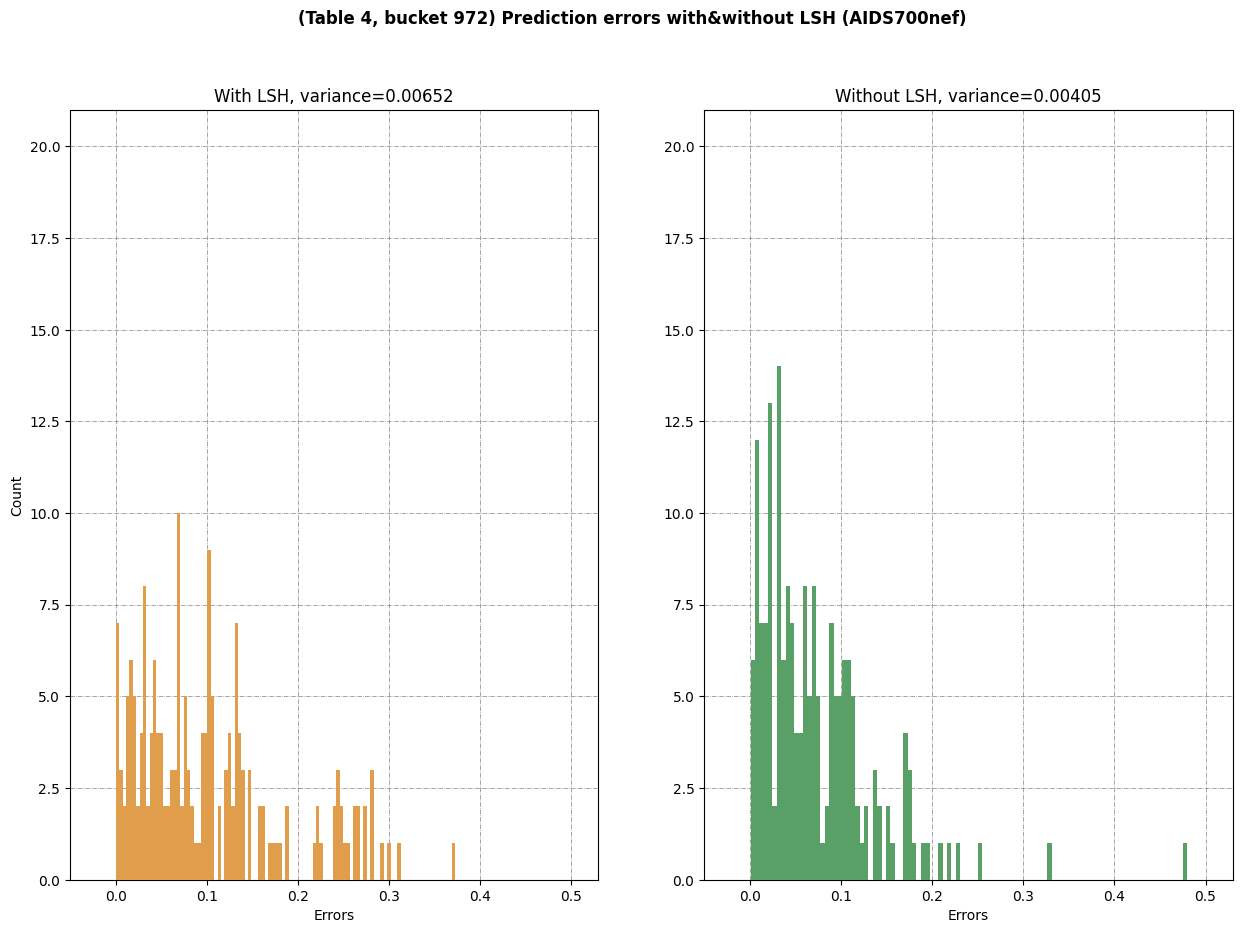 (Table 4, bucket 972) Prediction errors with&without LSH (AIDS700nef)
With LSH, variance=0.00652
20.0
17.5
15.0
12.5
10.0
7.5
5.0
2.5
0.0
Count
0.0 0.1 0.2 0.3 0.4 0.5
Errors
Without LSH, variance=0.00405
20.0
17.5
15.0
12.5
10.0
7.5
5.0
2.5
0.0
0.0 0.1 0.2 0.3 0.4 0.5
Errors